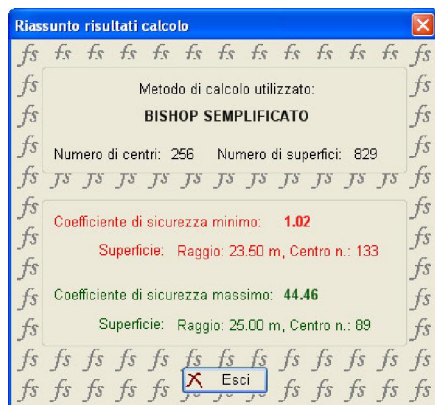 Riassunto risultati calcolo
Metodo di calcolo utilizzato:
BISHOP SEMPLIFICATO
Numero di centri: 256 Numero di superfici: 829
Coefficiente di sicurezza minimo: 1.02
Superficie: Raggio: 23.50 m, Centro n.: 133
Coefficiente di sicurezza massimo: 44.46
Superficie: Raggio: 25.00 m, Centro n.: 89
Esci